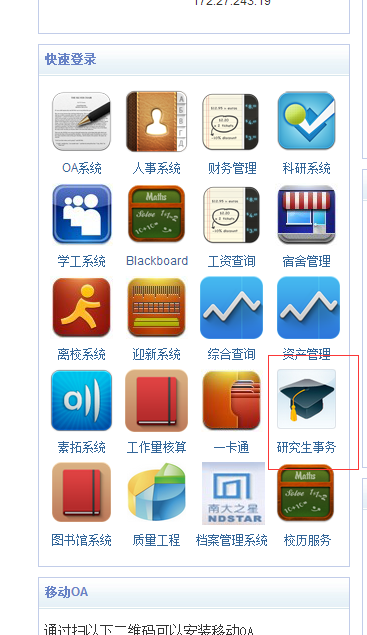 172.27.243.19
快速登录
OA系统 人事系统 财务管理 科研系统
Maths
Solve
学工系统 Blackboard 工资查询 宿舍管理
离校系统 迎新系统 综合查询 资产管理
素拓系统 工作量核算 一卡通 研究生事务
南大之星
NDSTAR
Maths
Solve
图书馆系统 质量工程 档案管理系统 校历服务
移动OA
通过扫以下二维码可以安装移动OA